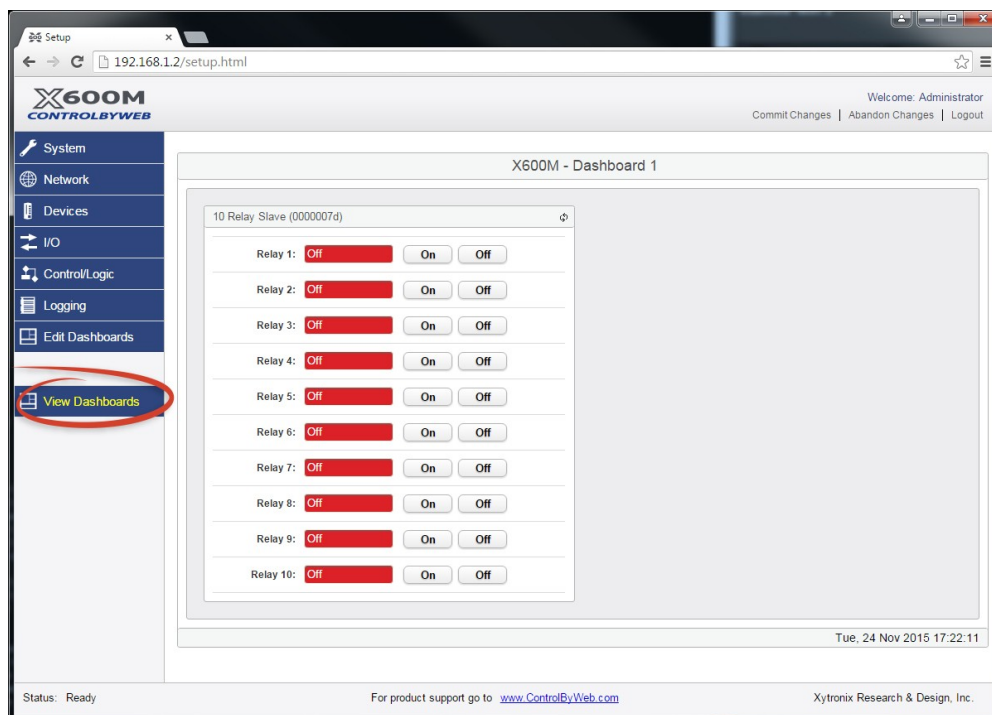 Setup
192.168.1.2/setup.html
X600M
CONTROLBYWEB
Welcome: Administrator
Commit Changes | Abandon Changes | Logout
System
Network
Devices
I/O
Control/Logic
Logging
Edit Dashboards
View Dashboards
X600M - Dashboard 1
10 Relay Slave (0000007d)
Relay 1: Off On Off
Relay 2: Off On Off
Relay 3: Off On Off
Relay 4: Off On Off
Relay 5: Off On Off
Relay 6: Off On Off
Relay 7: Off On Off
Relay 8: Off On Off
Relay 9: Off On Off
Relay 10: Off On Off
Tue, 24 Nov 2015 17:22:11
Status: Ready
For product support go to www.ControlByWeb.com
Xytronix Research & Design, Inc.